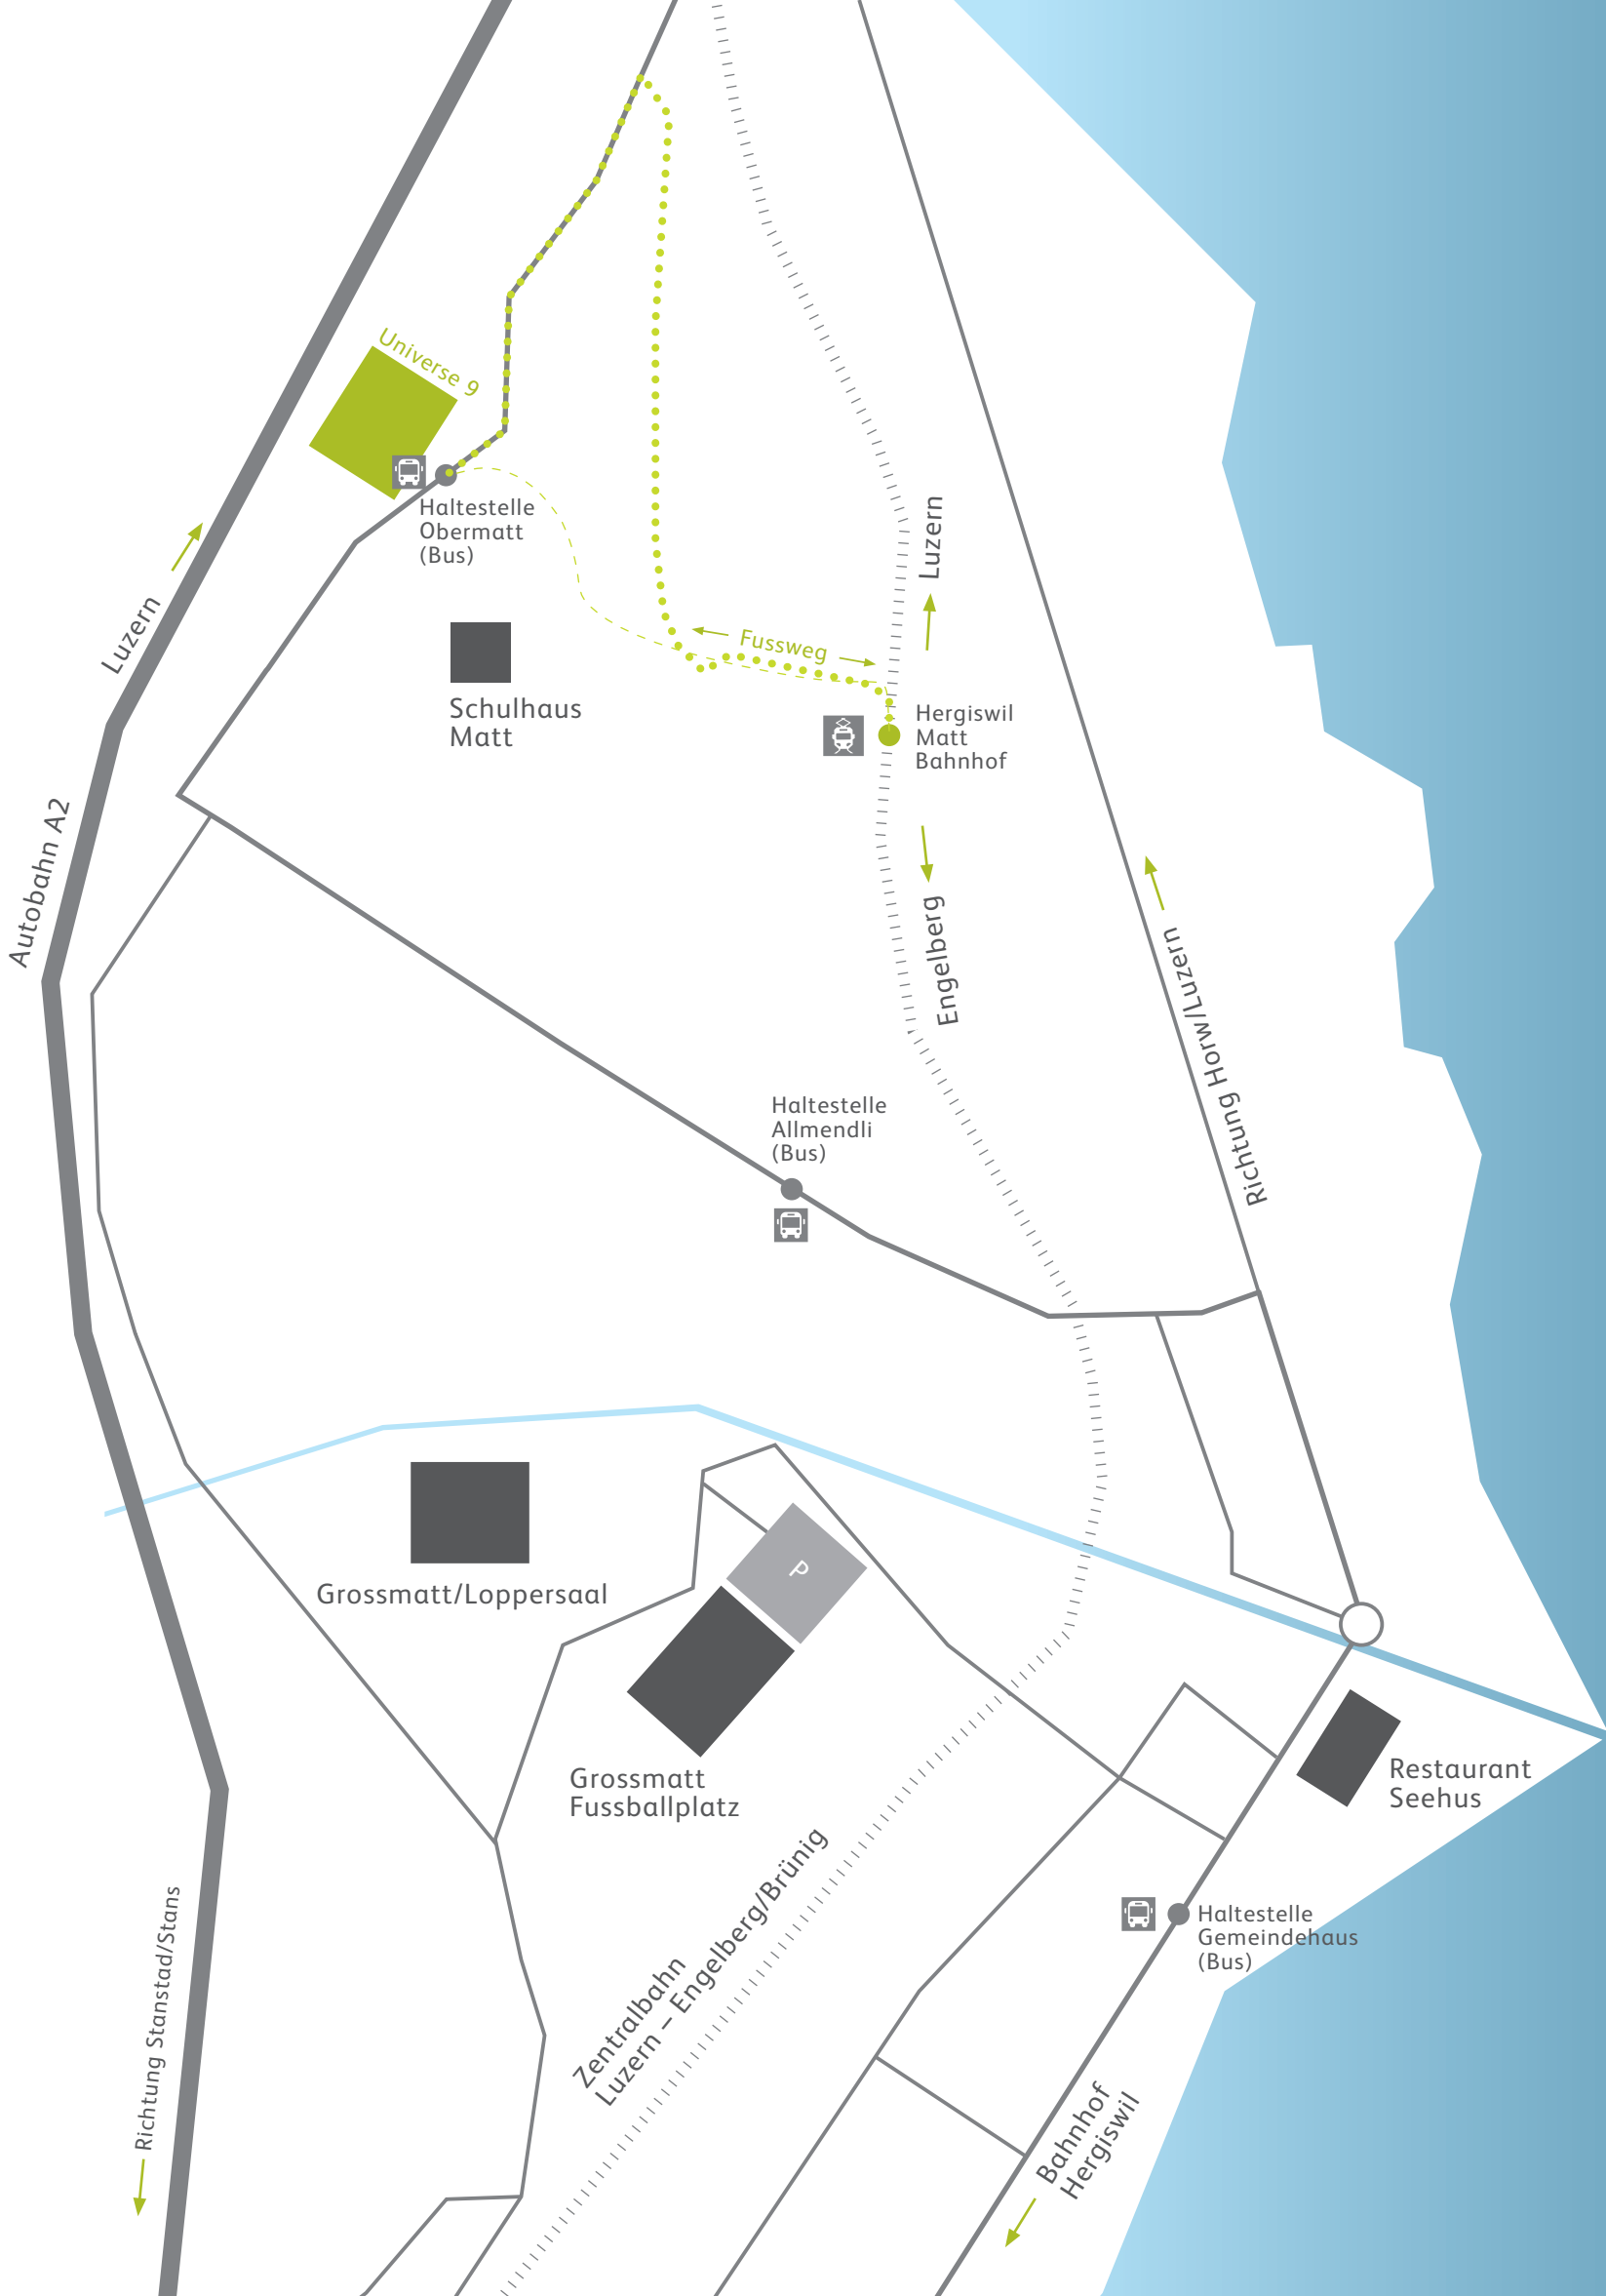 Universe 9
Haltestelle
Obermatt
(Bus)
Luzern
Luzern
Fussweg
Schulhaus
Matt
Hergiswil
Matt
Bahnhof
Autobahn A2
Engelberg
Richtung Horw/Luzern
Haltestelle
Allmendli
(Bus)
P
Grossmatt/Loppersaal
Grossmatt
Fussballplatz
Restaurant
Seehus
Zentralbahn
Luzern – Engelberg/Brünig
Haltestelle
Gemeindehaus
(Bus)
Richtung Stanstad/Stans
Bahnhof
Hergiswil